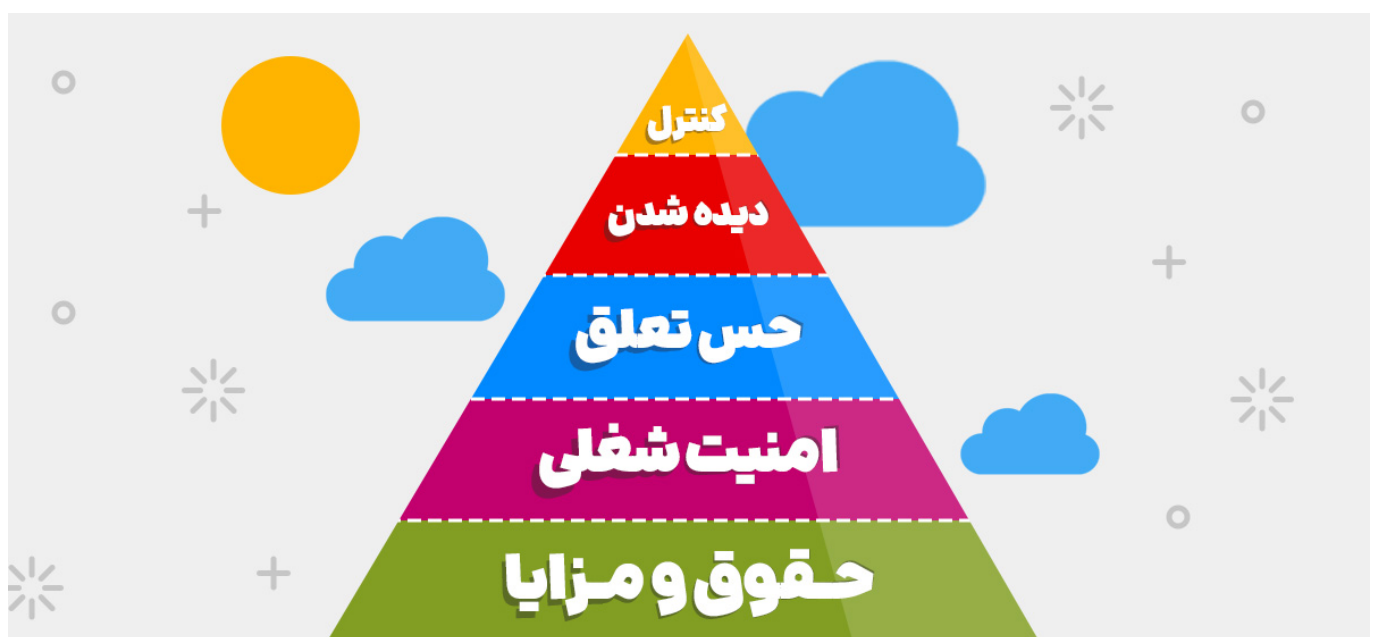 کنترل
دیده شدن
حس تعلق
امنیت شغلی
حقوق و مزایا